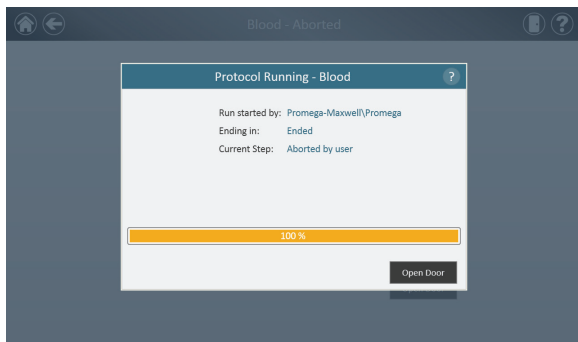 Blood - Aborted
?
Protocol Running - Blood
?
Run started by: Promega-Maxwell\Promega
Ending in: Ended
Current Step: Aborted by user
100 %
Open Door